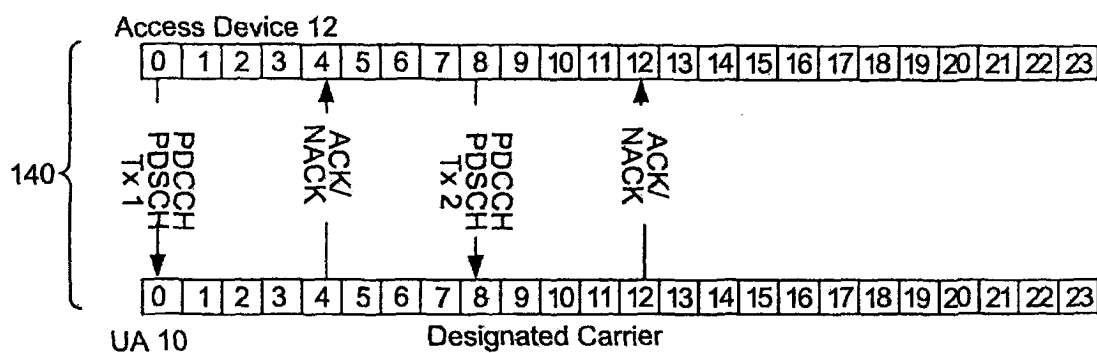 Access Device 12
0 1 2 3 4 5 6 7 8 9 10 11 12 13 14 15 16 17 18 19 20 21 22 23
140
PDCCH
PDSCH
Tx 1
ACK/
NACK
PDCCH
PDSCH
Tx 2
ACK/
NACK
0 1 2 3 4 5 6 7 8 9 10 11 12 13 14 15 16 17 18 19 20 21 22 23
UA 10
Designated Carrier